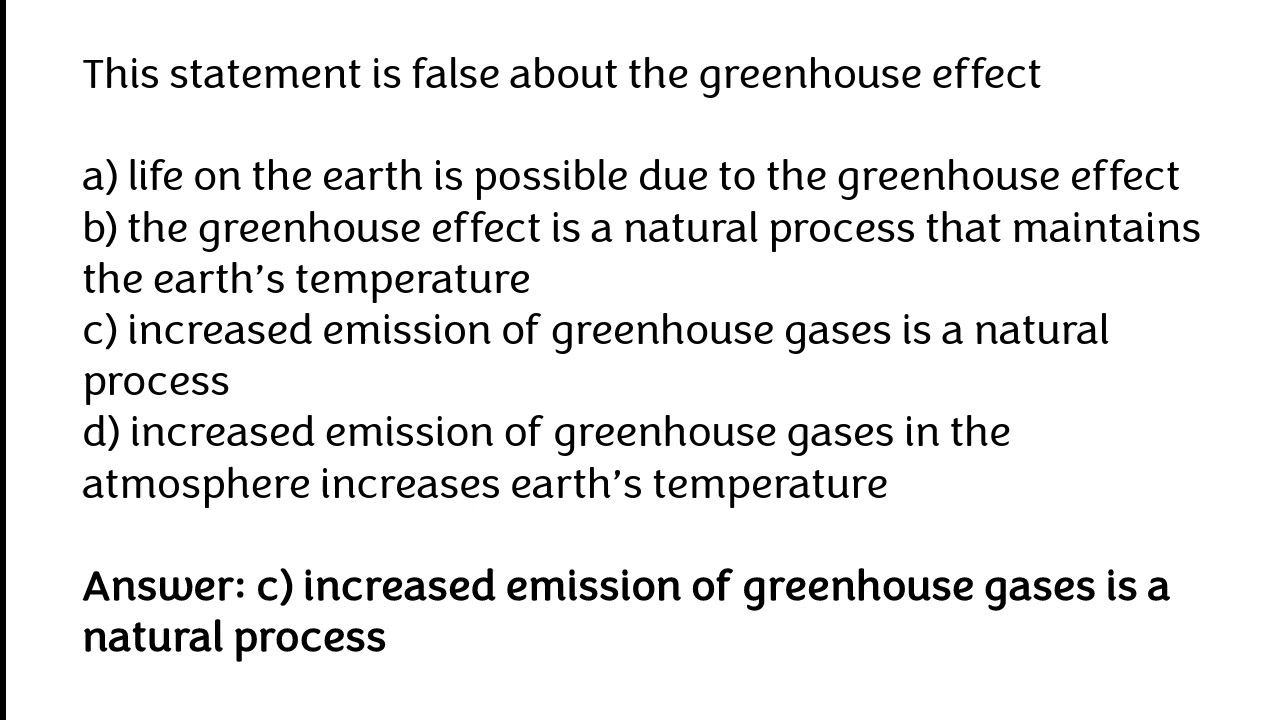 This statement is false about the greenhouse effect
a) life on the earth is possible due to the greenhouse effect
b) the greenhouse effect is a natural process that maintains
the earth’s temperature
c) increased emission of greenhouse gases is a natural
process
d) increased emission of greenhouse gases in the
atmosphere increases earth’s temperature
Answer: c) increased emission of greenhouse gases is a
natural process